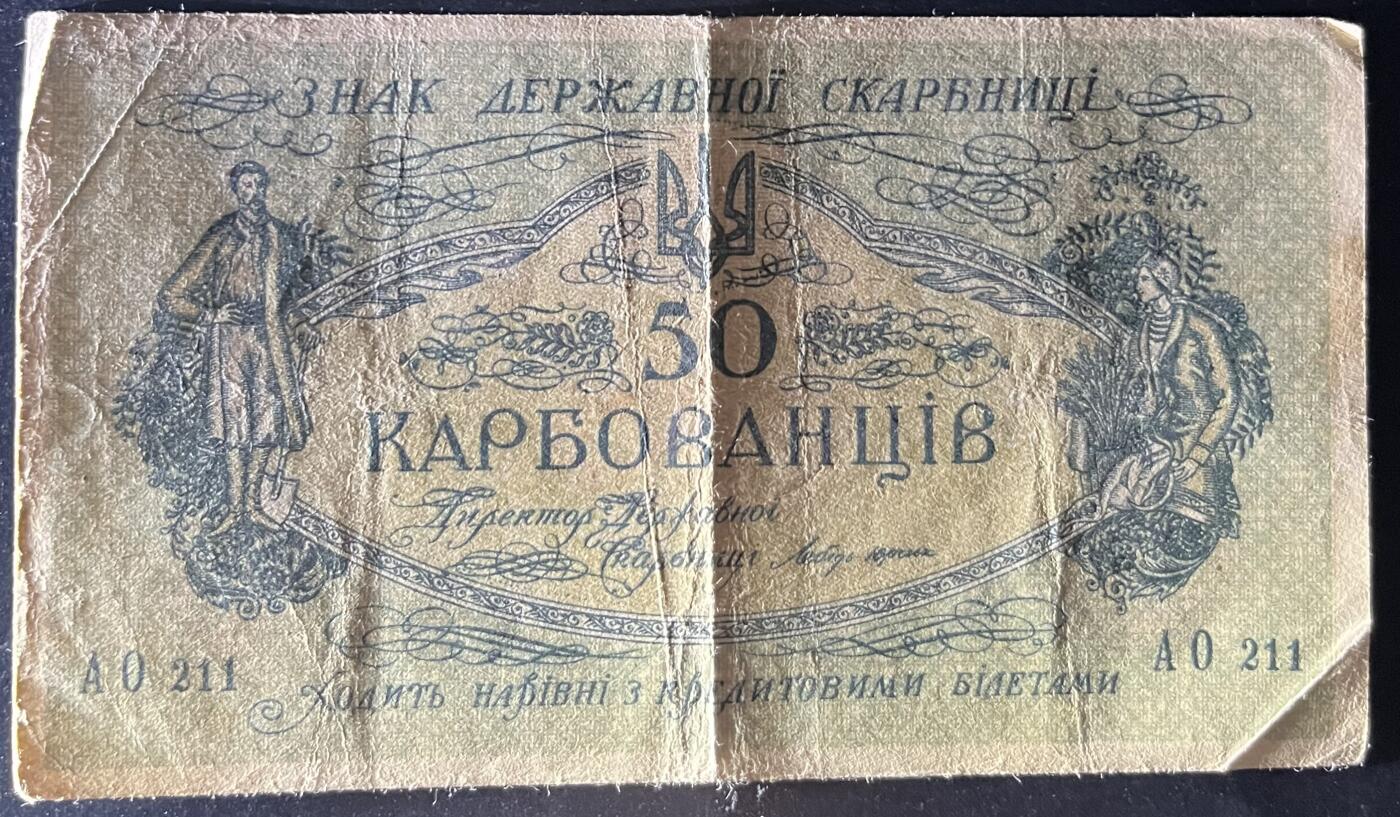 ЗНАК ДЕРЖАВНОЇ СКАРБНИЦІ
50
КАРБОВАНЦІВ
Директор Державної
Скарбниці
АО 211
АО 211
Ходить нарівні з кредитовими білетами